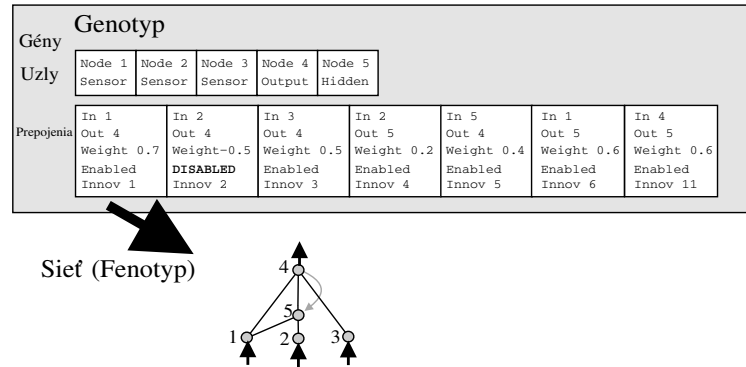 Genotyp
Gény
Uzly
Node 1 Node 2 Node 3 Node 4 Node 5
Sensor Sensor Sensor Output Hidden
Prepojenia
In 1 In 2 In 3 In 2 In 5 In 1 In 4
Out 4 Out 4 Out 4 Out 5 Out 4 Out 5 Out 5
Weight 0.7 Weight-0.5 Weight 0.5 Weight 0.2 Weight 0.4 Weight 0.6 Weight 0.6
Enabled DISABLED Enabled Enabled Enabled Enabled Enabled
Innov 1 Innov 2 Innov 3 Innov 4 Innov 5 Innov 6 Innov 11
Sieť (Fenotyp)
4
5
1 2 3